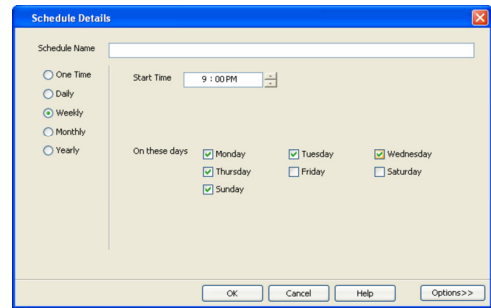 Schedule Details
Schedule Name
One Time
Daily
Weekly
Monthly
Yearly
Start Time 9 : 00 PM
On these days
Monday Tuesday Wednesday
Thursday Friday Saturday
Sunday
OK Cancel Help Options>>